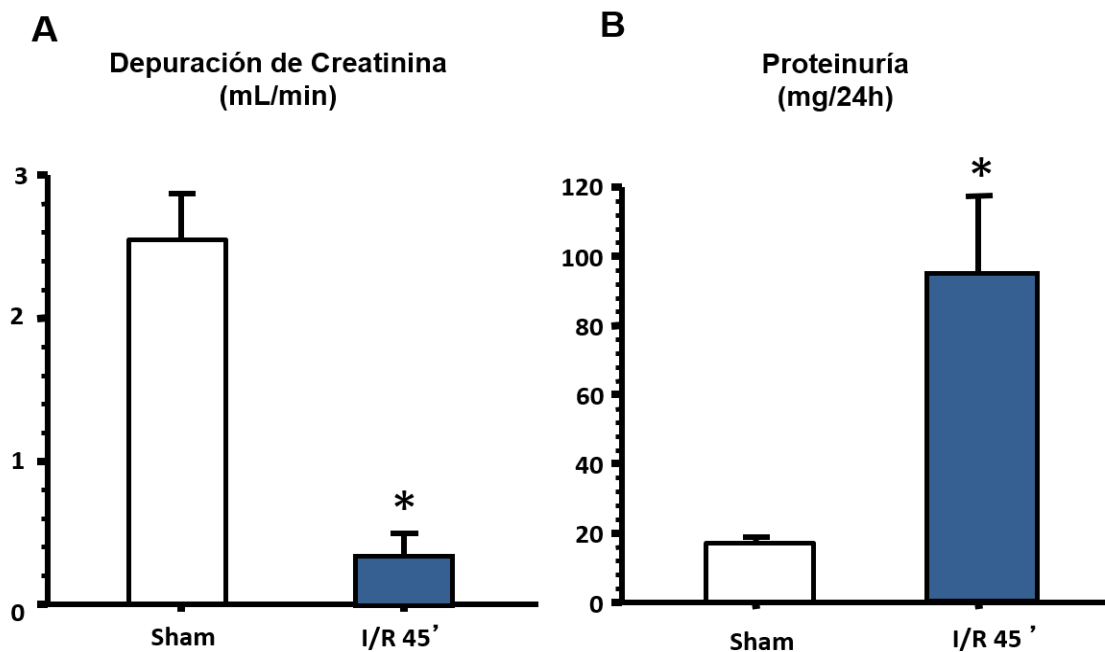 A
Depuración de Creatinina
(mL/min)
3
2
1
0
*
Sham
I/R 45’
B
Proteinuría
(mg/24h)
120
100
80
60
40
20
0
*
Sham
I/R 45 ’